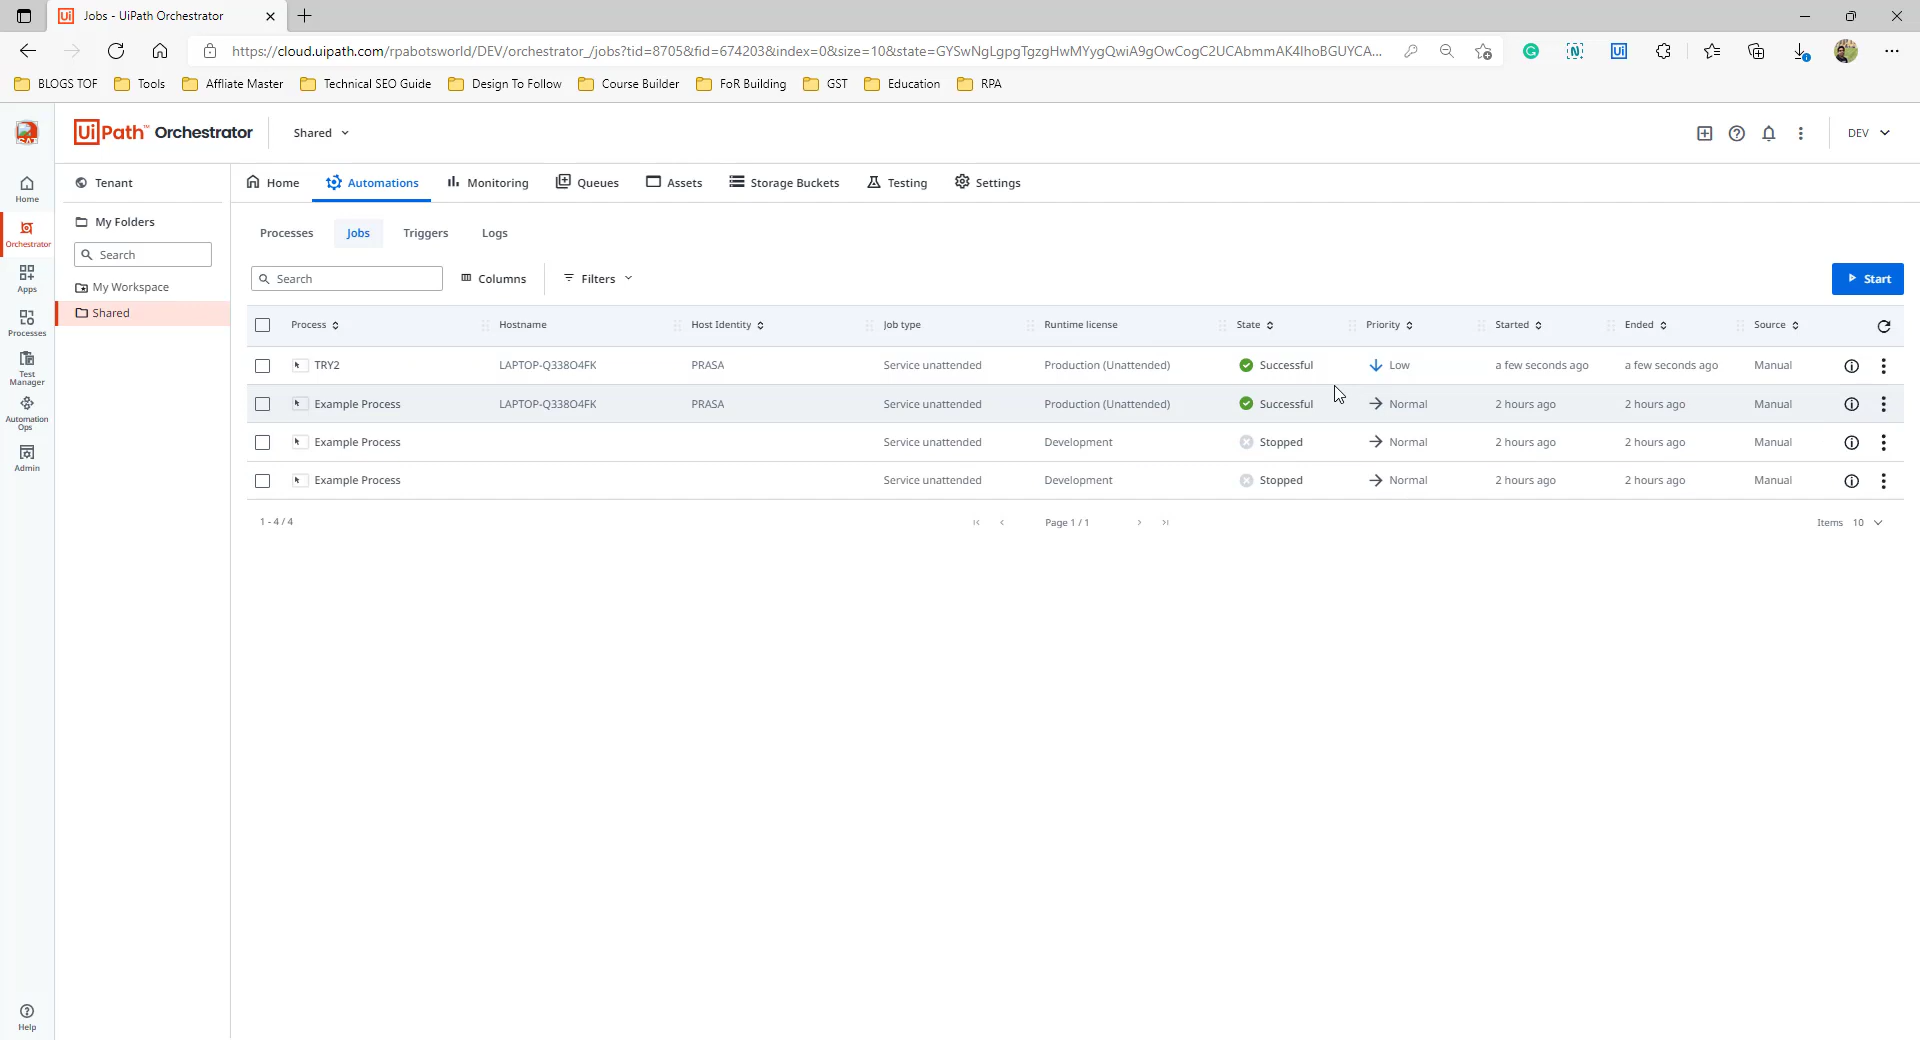 Jobs - UiPath Orchestrator
https://cloud.uipath.com/rpabotsworld/DEV/orchestrator_/jobs?tid=8705&fid=674203&index=0&size=10&state=GYSwNgLgpgTgzgHwMYygQwiA9gOwCogC2UCAbmmAK4IhoBGUYCA...
BLOGS TOF Tools Affliate Master Technical SEO Guide Design To Follow Course Builder FoR Building GST Education RPA
UiPath™ Orchestrator Shared DEV
Home
Orchestrator
Apps
Processes
Test Manager
Automation Ops
Admin
Help
Tenant
My Folders
Search
My Workspace
Shared
Home Automations Monitoring Queues Assets Storage Buckets Testing Settings
Processes Jobs Triggers Logs
Search Columns Filters Start
Process Hostname Host Identity Job type Runtime license State Priority Started Ended Source
TRY2 LAPTOP-Q338O4FK PRASA Service unattended Production (Unattended) Successful Low a few seconds ago a few seconds ago Manual
Example Process LAPTOP-Q338O4FK PRASA Service unattended Production (Unattended) Successful Normal 2 hours ago 2 hours ago Manual
Example Process Service unattended Development Stopped Normal 2 hours ago 2 hours ago Manual
Example Process Service unattended Development Stopped Normal 2 hours ago 2 hours ago Manual
1 - 4 / 4 Page 1 / 1 Items 10